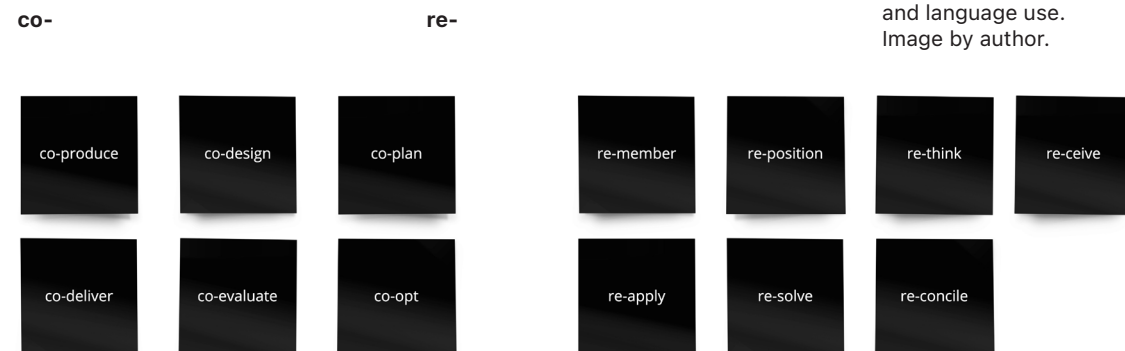 co-
re-
and language use.
Image by author.
co-produce
co-design
co-plan
re-member
re-position
re-think
re-ceive
co-deliver
co-evaluate
co-opt
re-apply
re-solve
re-concile